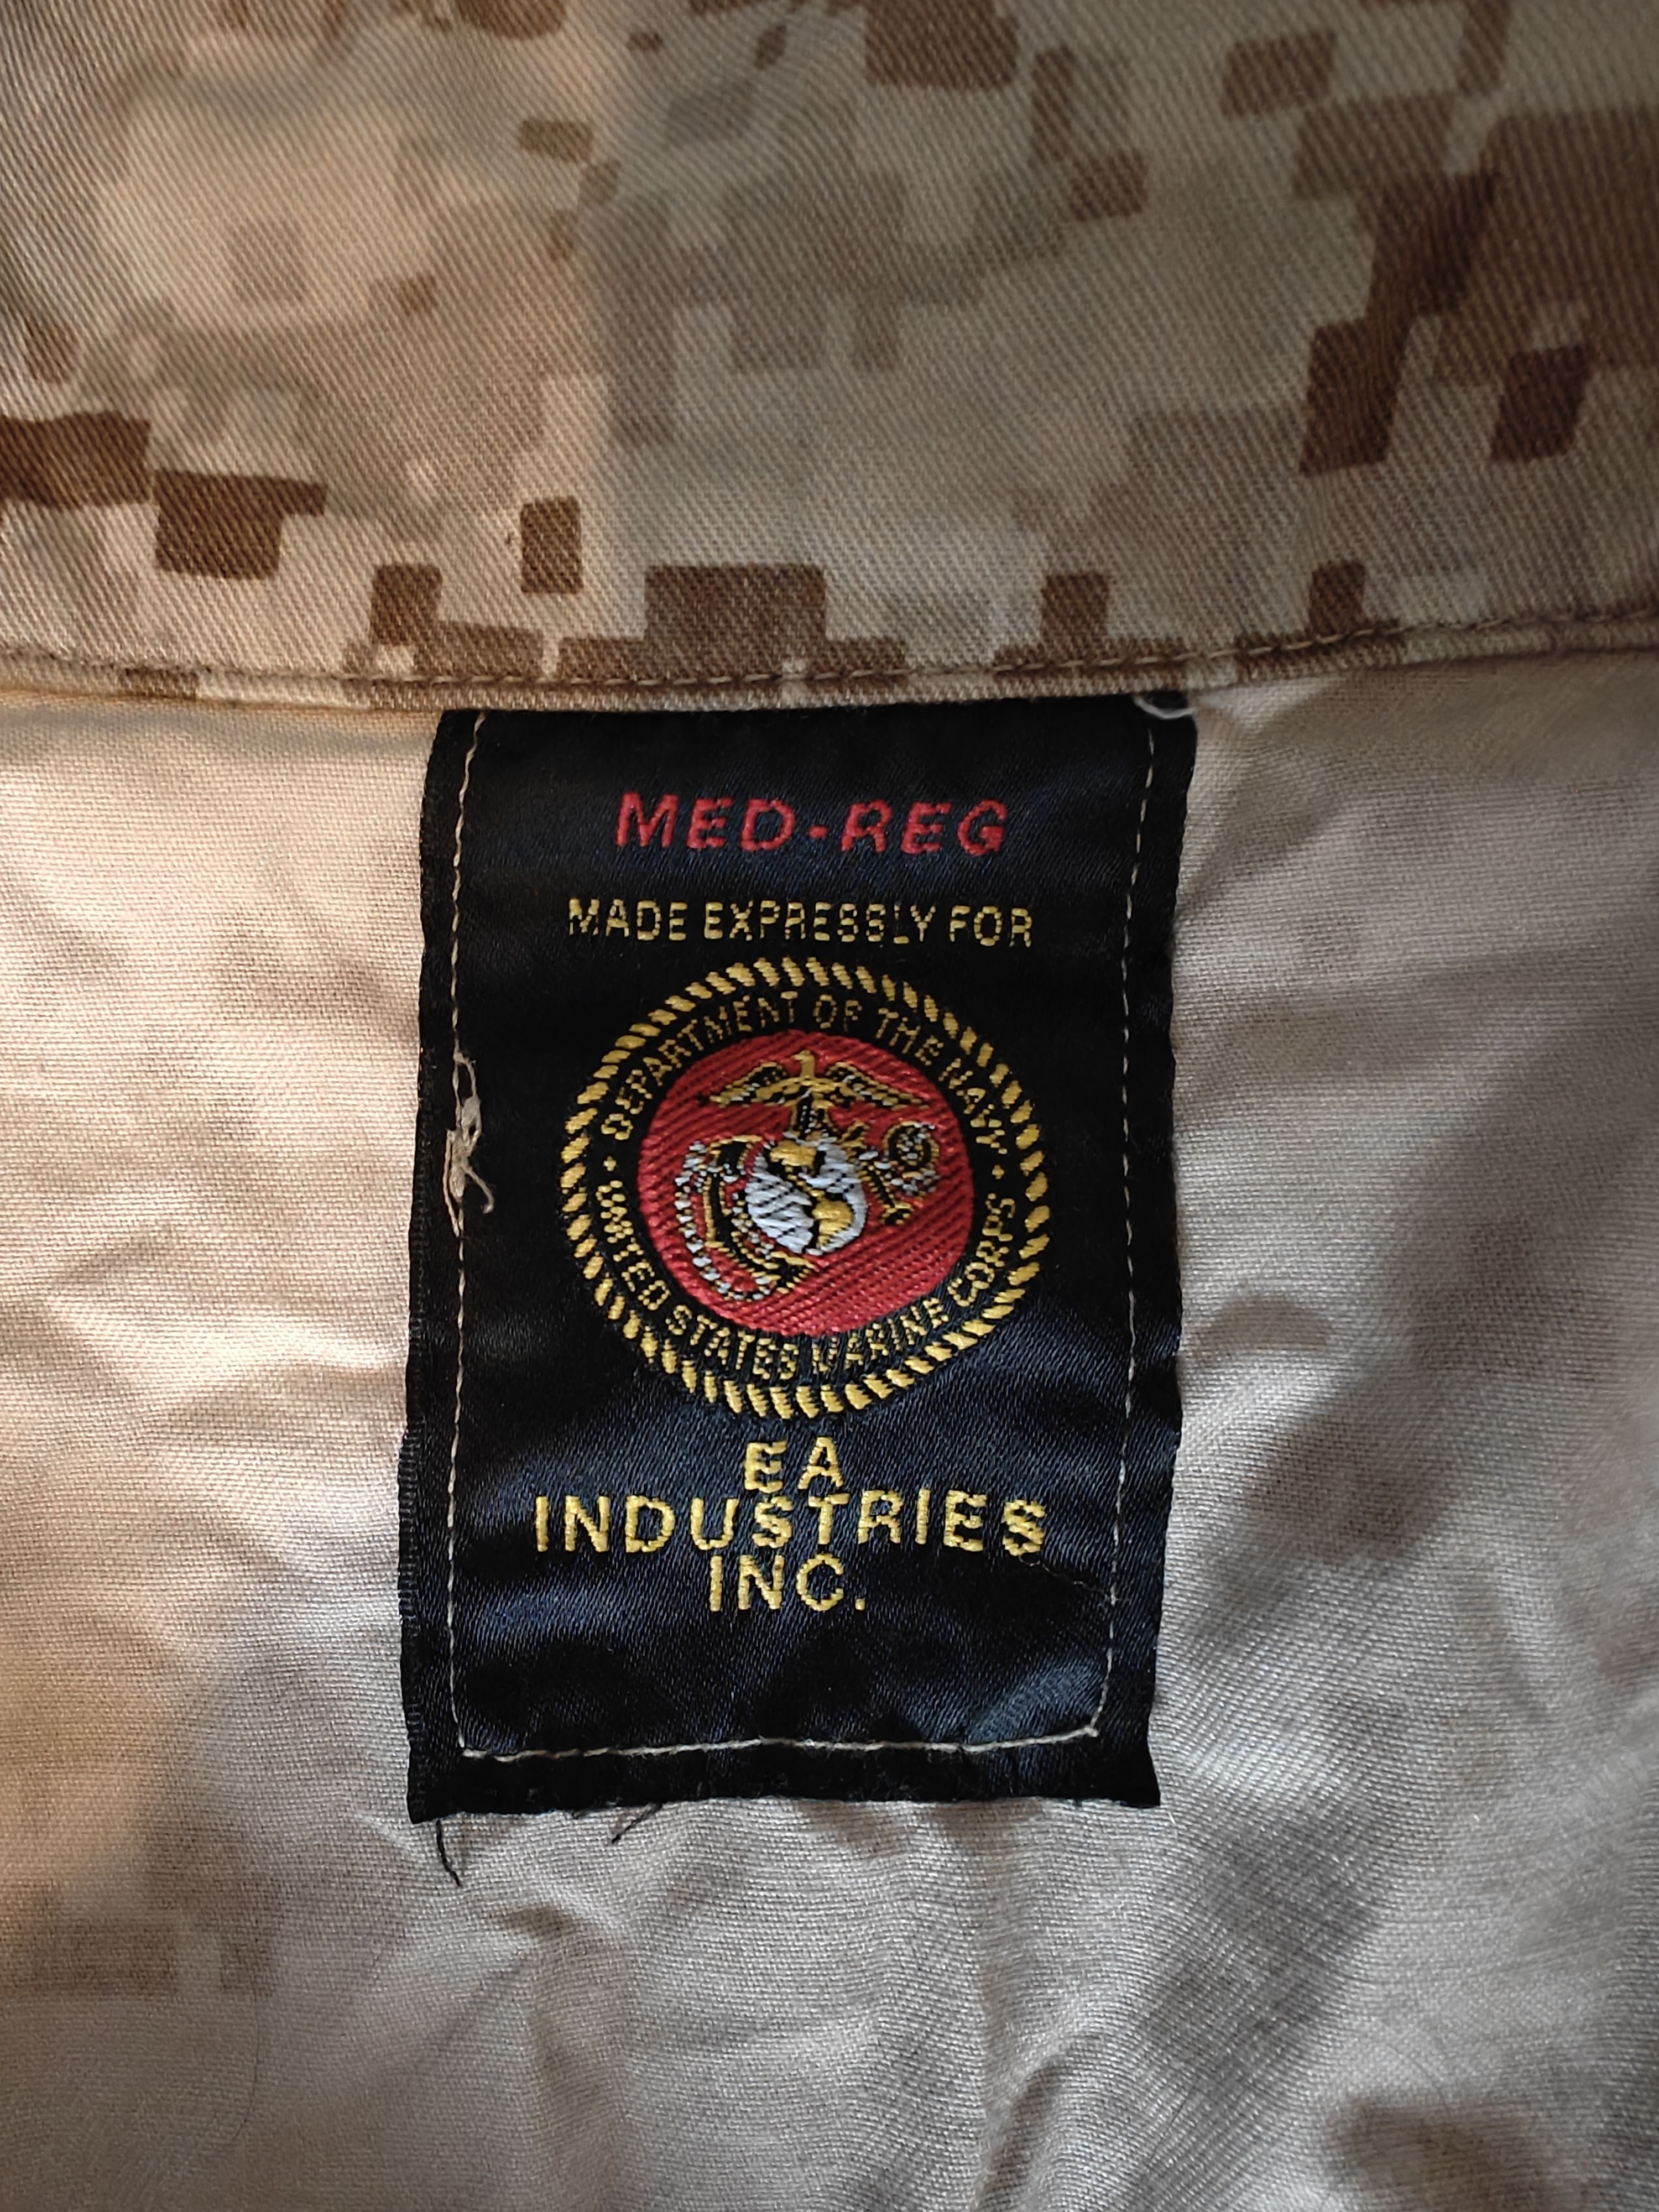 MED-REG
MADE EXPRESSLY FOR
DEPARTMENT OF THE NAVY
UNITED STATES MARINE CORPS
EA
INDUSTRIES
INC.